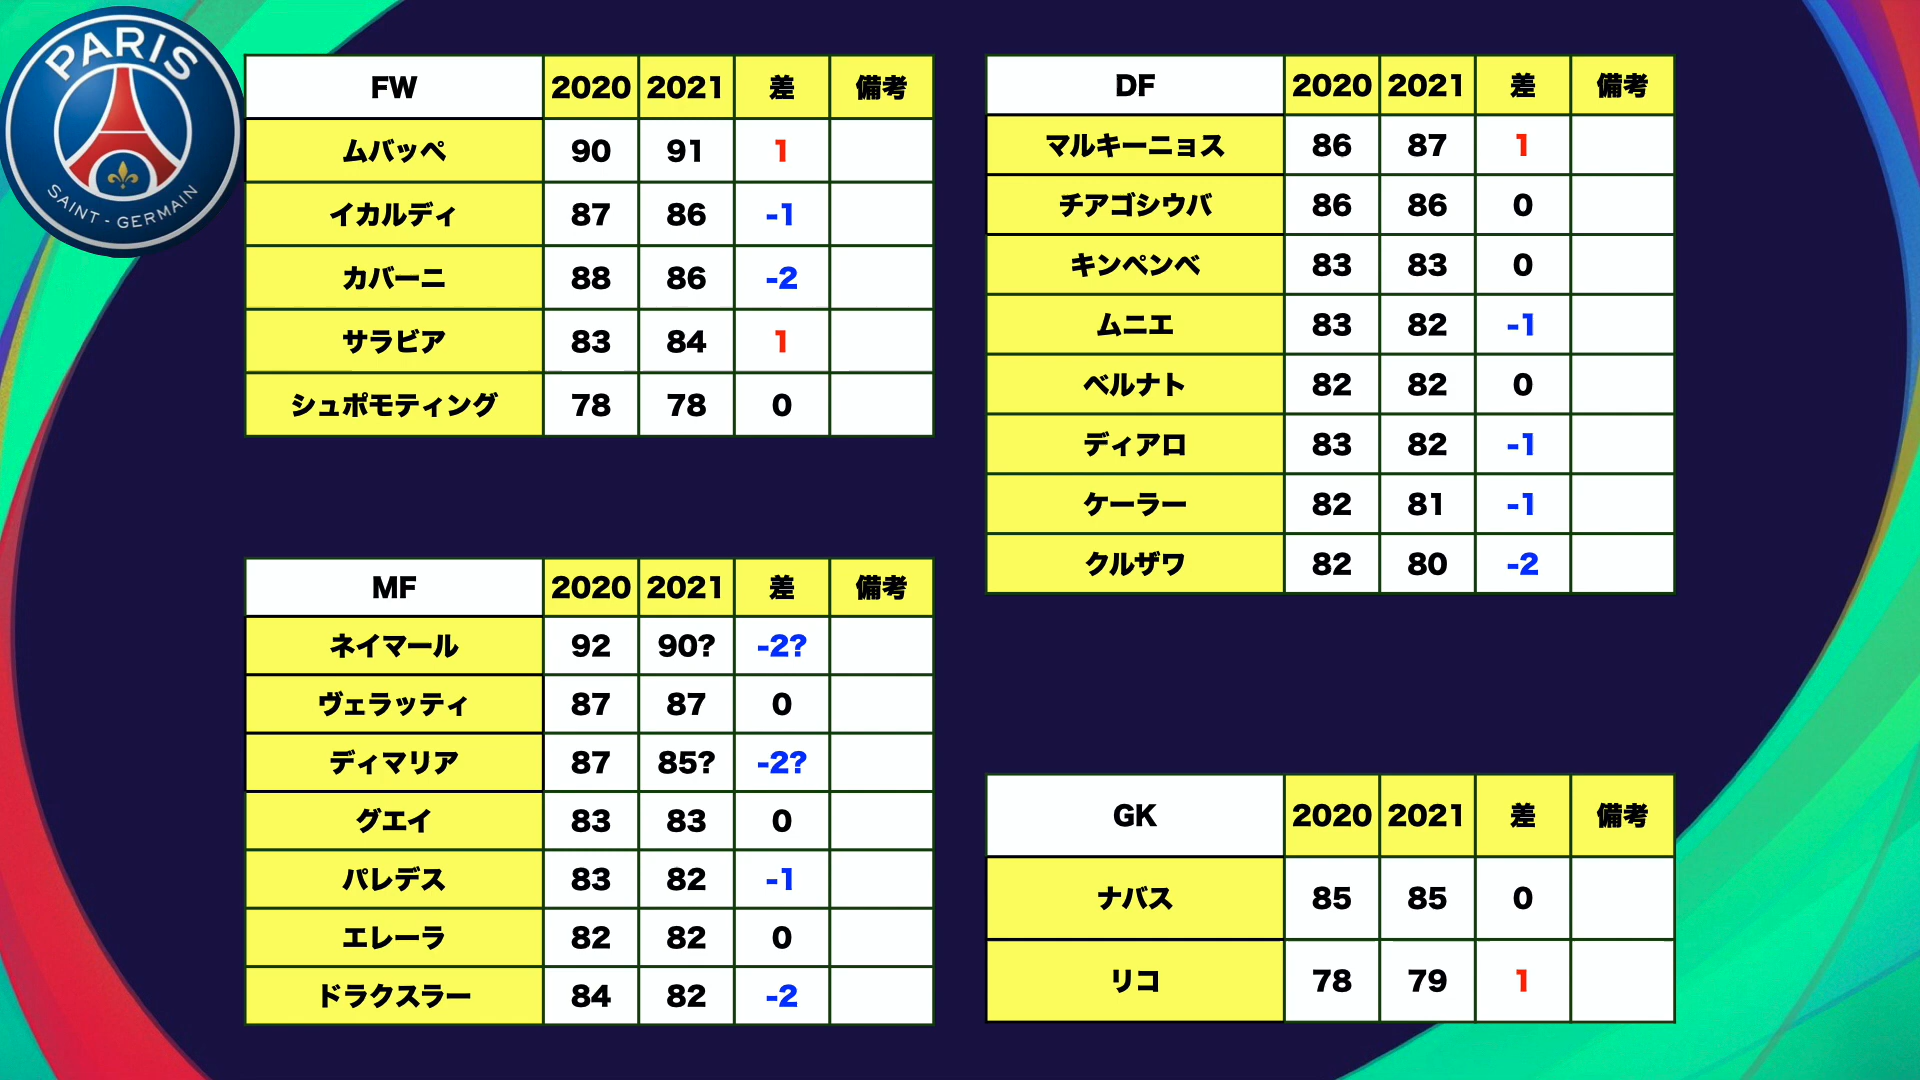 PARIS
SAINT-GERMAIN
FW 2020 2021 差 備考
ムバッペ 90 91 1
イカルディ 87 86 -1
カバーニ 88 86 -2
サラビア 83 84 1
シュポモティング 78 78 0
MF 2020 2021 差 備考
ネイマール 92 90? -2?
ヴェラッティ 87 87 0
ディマリア 87 85? -2?
グエイ 83 83 0
パレデス 83 82 -1
エレーラ 82 82 0
ドラクスラー 84 82 -2
DF 2020 2021 差 備考
マルキーニョス 86 87 1
チアゴシウバ 86 86 0
キンペンベ 83 83 0
ムニエ 83 82 -1
ベルナト 82 82 0
ディアロ 83 82 -1
ケーラー 82 81 -1
クルザワ 82 80 -2
GK 2020 2021 差 備考
ナバス 85 85 0
リコ 78 79 1